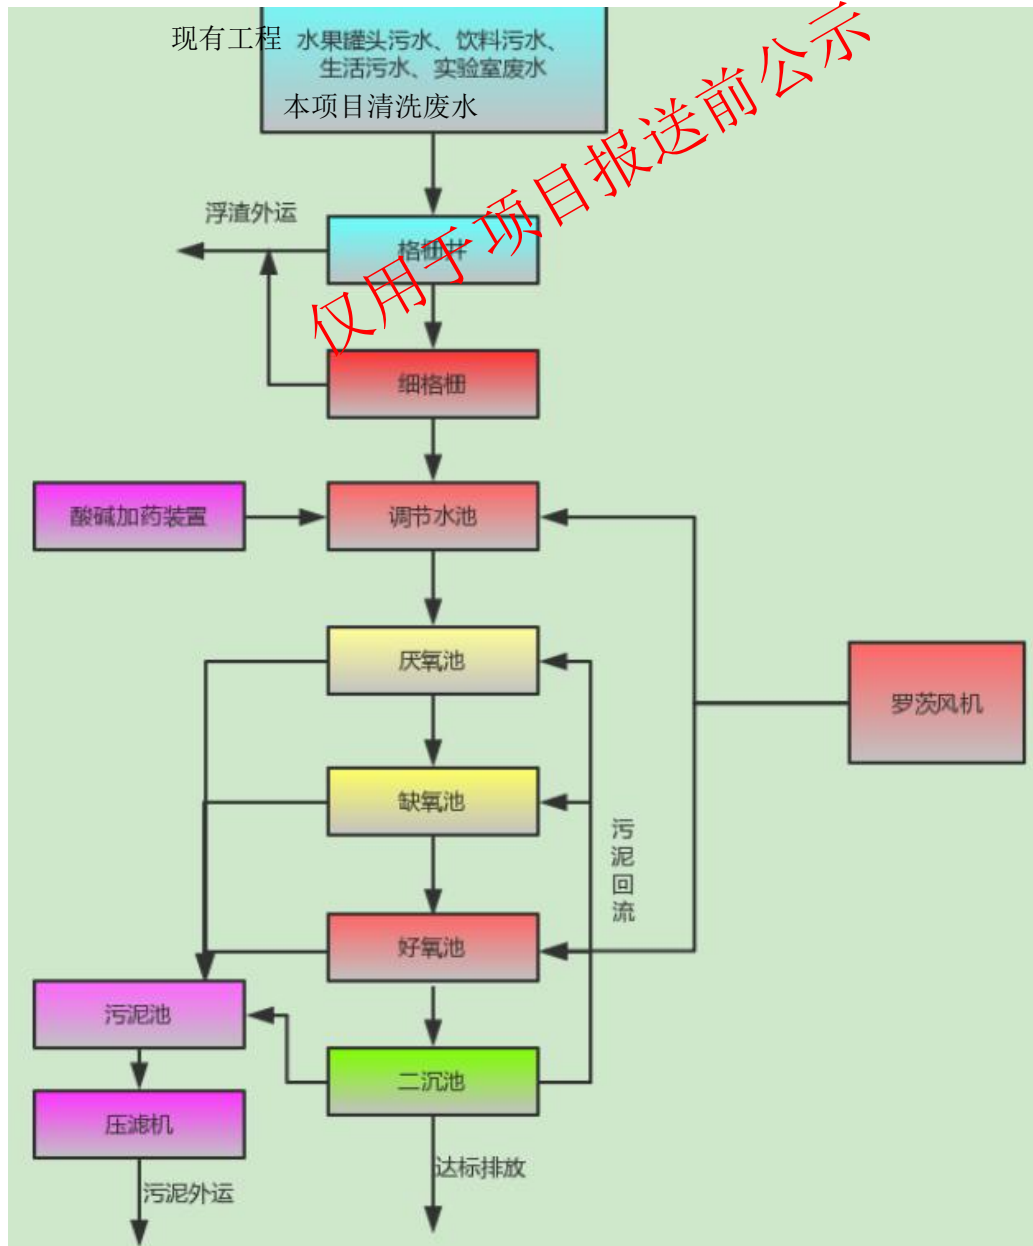 现有工程 水果罐头污水、饮料污水、
生活污水、实验室废水
本项目清洗废水
仅用于项目报送前公示
浮渣外运
格栅井
细格栅
酸碱加药装置
调节水池
厌氧池
罗茨风机
缺氧池
污泥回流
好氧池
污泥池
二沉池
压滤机
达标排放
污泥外运